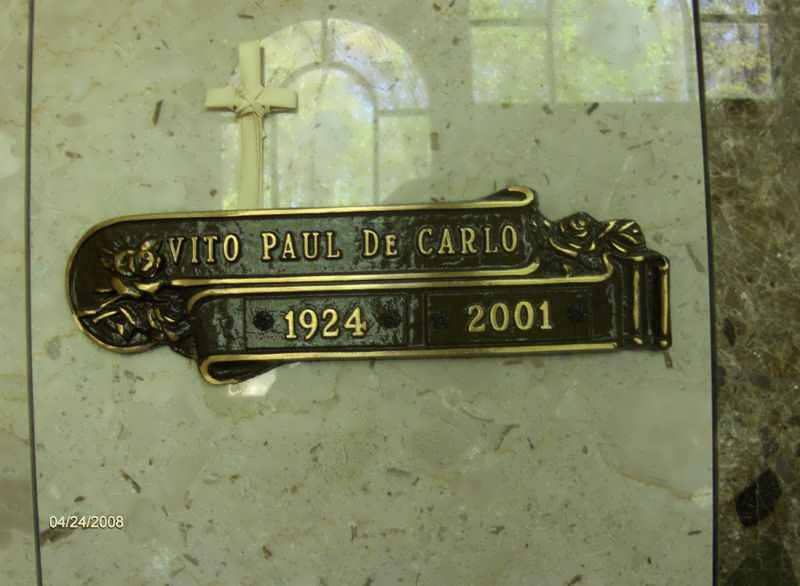 VITO PAUL DE CARLO
1924 2001
04/24/2008